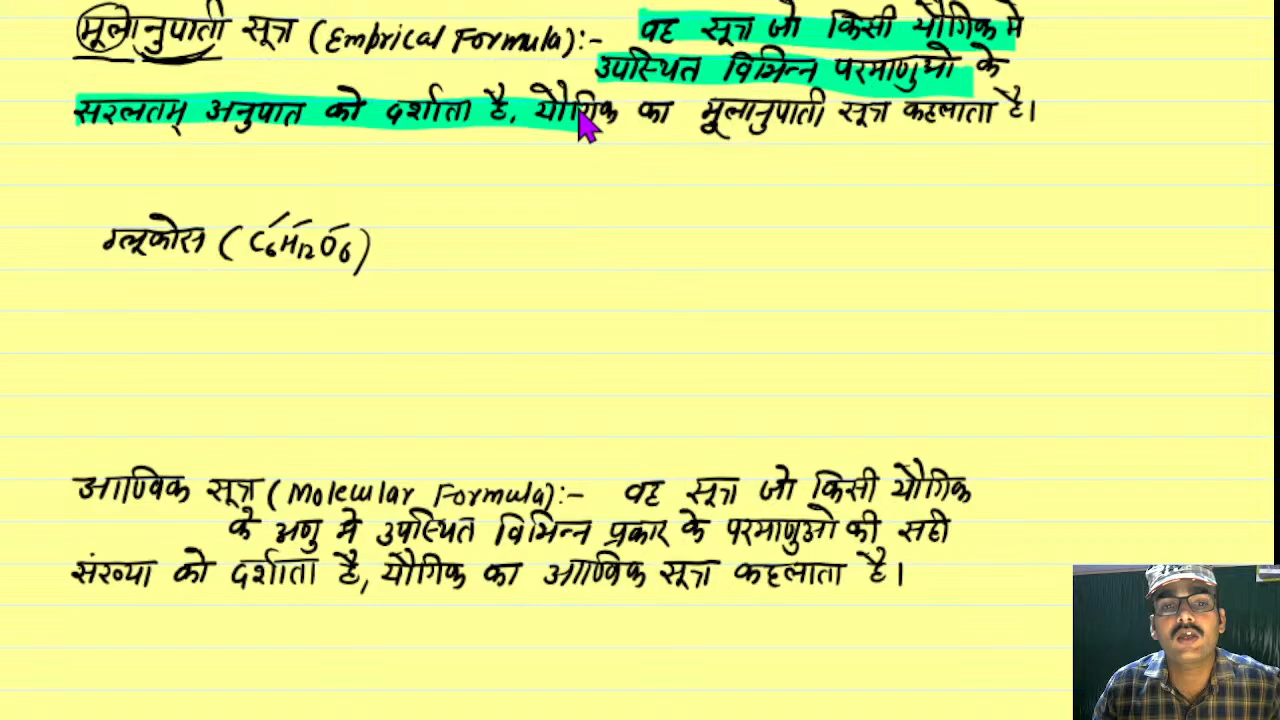 मूलानुपाती सूत्र (Emprical Formula):- वह सूत्र जो किसी यौगिक मे
उपस्थित विभिन्न परमाणुओ के
सरलतम् अनुपात को दर्शाता है, यौगिक का मूलानुपाती सूत्र कहलाता है।
ग्लूकोस (C6H12O6)
आण्विक सूत्र (Molecular Formula):- वह सूत्र जो किसी यौगिक
के अणु मे उपस्थित विभिन्न प्रकार के परमाणुओ की सही
संख्या को दर्शाता है, यौगिक का आण्विक सूत्र कहलाता है।